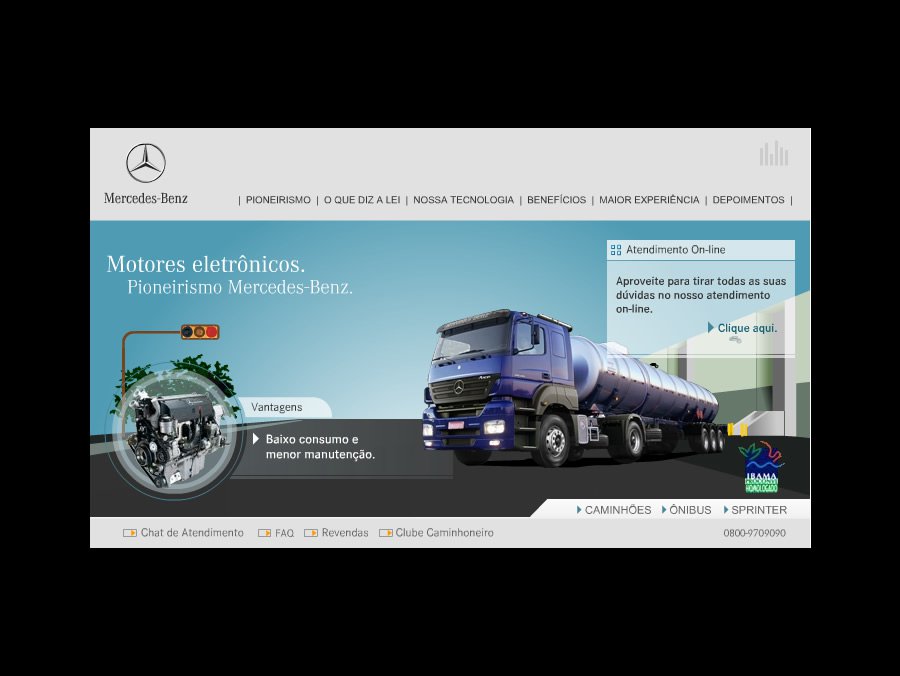 Mercedes-Benz
| PIONEIRISMO | O QUE DIZ A LEI | NOSSA TECNOLOGIA | BENEFÍCIOS | MAIOR EXPERIÊNCIA | DEPOIMENTOS |
Motores eletrônicos.
Pioneirismo Mercedes-Benz.
Atendimento On-line
Aproveite para tirar todas as suas
dúvidas no nosso atendimento
on-line.
Clique aqui.
Vantagens
Baixo consumo e
menor manutenção.
IBAMA
HOMOLOGADO
CAMINHÕES ÔNIBUS SPRINTER
Chat de Atendimento FAQ Revendas Clube Caminhoneiro 0800-9709090